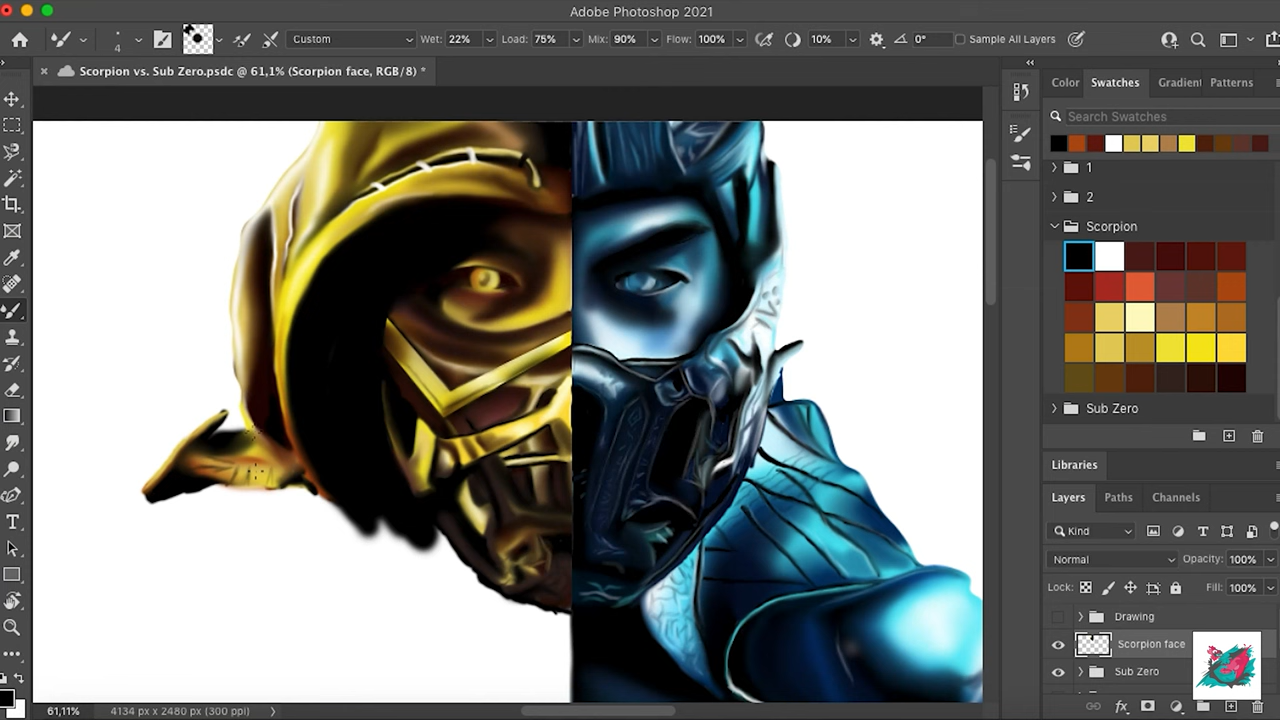 Adobe Photoshop 2021
4
Custom
Wet: 22%
Load: 75%
Mix: 90%
Flow: 100%
10%
0°
Sample All Layers
Scorpion vs. Sub Zero.psdc @ 61,1% (Scorpion face, RGB/8) *
Color
Swatches
Gradient
Patterns
Search Swatches
1
2
Scorpion
Sub Zero
Libraries
Layers
Paths
Channels
Kind
Normal
Opacity: 100%
Lock:
Fill: 100%
Drawing
Scorpion face
Sub Zero
61,11%
4134 px x 2480 px (300 ppi)